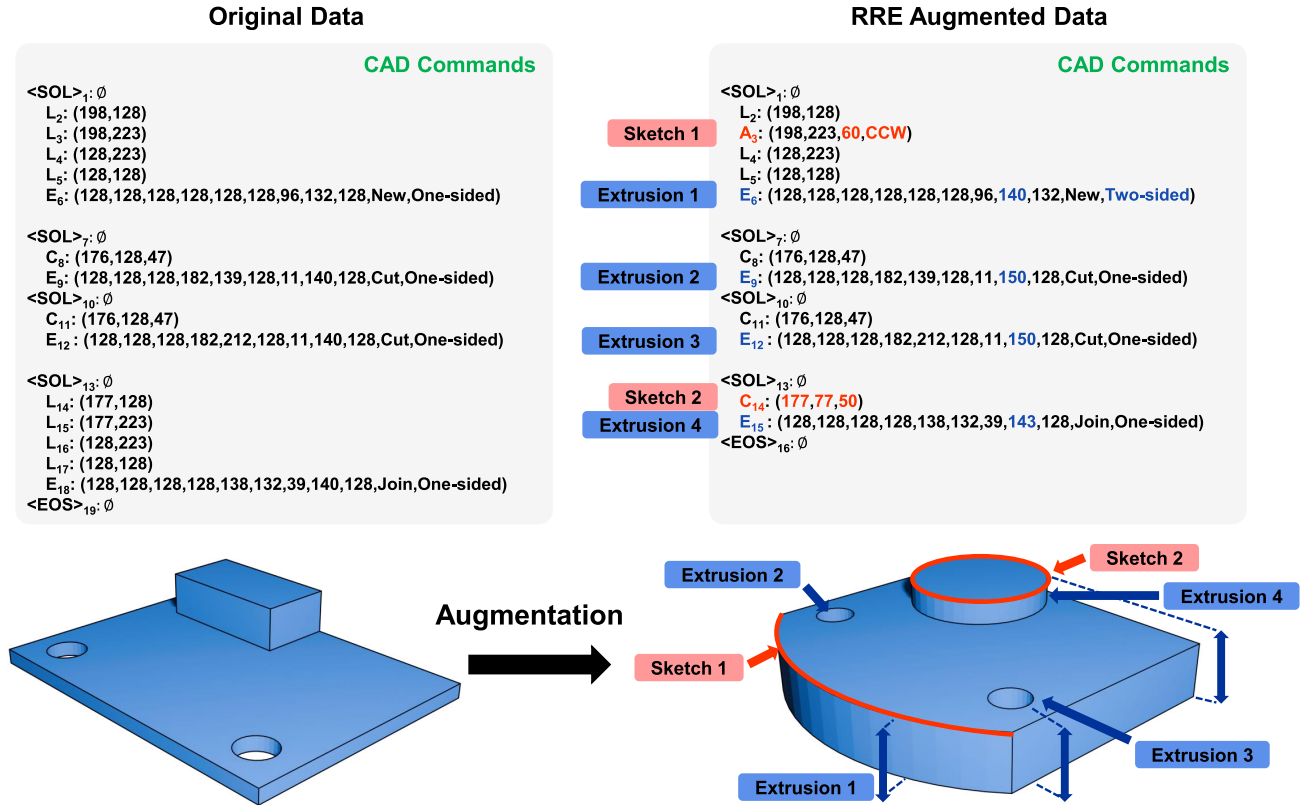 Original Data
CAD Commands
<SOL>₁: ∅
L₂: (198,128)
L₃: (198,223)
L₄: (128,223)
L₅: (128,128)
E₆: (128,128,128,128,128,128,96,132,128,New,One-sided)
<SOL>₇: ∅
C₈: (176,128,47)
E₉: (128,128,128,182,139,128,11,140,128,Cut,One-sided)
<SOL>₁₀: ∅
C₁₁: (176,128,47)
E₁₂ : (128,128,128,182,212,128,11,140,128,Cut,One-sided)
<SOL>₁₃: ∅
L₁₄: (177,128)
L₁₅: (177,223)
L₁₆: (128,223)
L₁₇: (128,128)
E₁₈: (128,128,128,128,138,132,39,140,128,Join,One-sided)
<EOS>₁₉: ∅
RRE Augmented Data
CAD Commands
<SOL>₁: ∅
L₂: (198,128)
Sketch 1
A₃: (198,223,60,CCW)
L₄: (128,223)
L₅: (128,128)
Extrusion 1
E₆: (128,128,128,128,128,128,96,140,132,New,Two-sided)
<SOL>₇: ∅
C₈: (176,128,47)
Extrusion 2
E₉: (128,128,128,182,139,128,11,150,128,Cut,One-sided)
<SOL>₁₀: ∅
C₁₁: (176,128,47)
Extrusion 3
E₁₂ : (128,128,128,182,212,128,11,150,128,Cut,One-sided)
<SOL>₁₃: ∅
Sketch 2
C₁₄: (177,77,50)
Extrusion 4
E₁₅: (128,128,128,128,138,132,39,143,128,Join,One-sided)
<EOS>₁₆: ∅
Augmentation
Sketch 2
Extrusion 2
Extrusion 4
Sketch 1
Extrusion 3
Extrusion 1